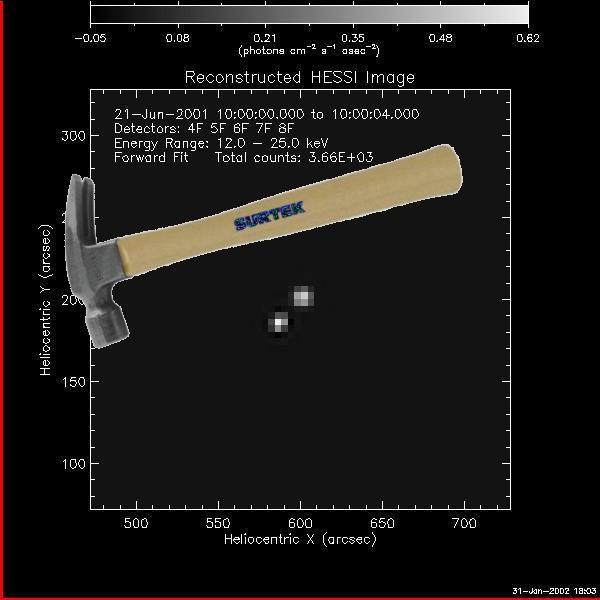 -0.05 0.08 0.21 0.35 0.48 0.62
(photons cm⁻² s⁻¹ asec⁻²)
Reconstructed HESSI Image
21-Jun-2001 10:00:00.000 to 10:00:04.000
Detectors: 4F 5F 6F 7F 8F
Energy Range: 12.0 - 25.0 keV
Forward Fit Total counts: 3.66E+03
300
SURTEK
150
100
Heliocentric Y (arcsec)
500 550 600 650 700
Heliocentric X (arcsec)
31-Jan-2002 18:03